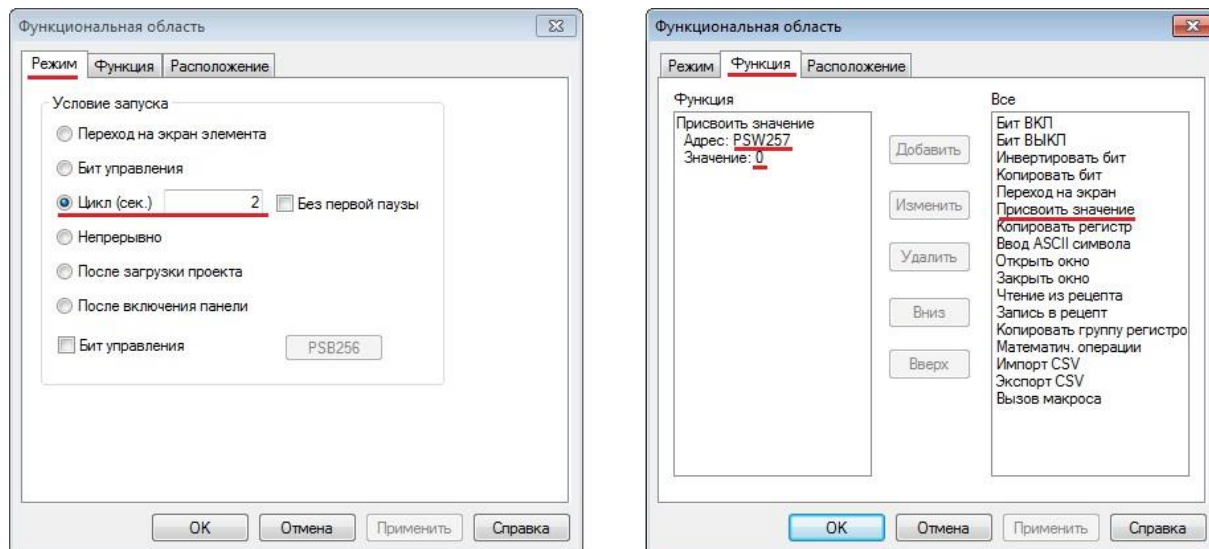 Функциональная область
Режим Функция Расположение
Условие запуска
Переход на экран элемента
Бит управления
Цикл (сек.) 2 Без первой паузы
Непрерывно
После загрузки проекта
После включения панели
Бит управления PSB256
OK Отмена Применить Справка
Функциональная область
Режим Функция Расположение
Функция
Присвоить значение
Адрес: PSW257
Значение: 0
Добавить
Изменить
Удалить
Вниз
Вверх
Все
Бит ВКЛ
Бит ВЫКЛ
Инвертировать бит
Копировать бит
Переход на экран
Присвоить значение
Копировать регистр
Ввод ASCII символа
Открыть окно
Закрыть окно
Чтение из рецепта
Запись в рецепт
Копировать группу регистро
Математич. операции
Импорт CSV
Экспорт CSV
Вызов макроса
OK Отмена Применить Справка